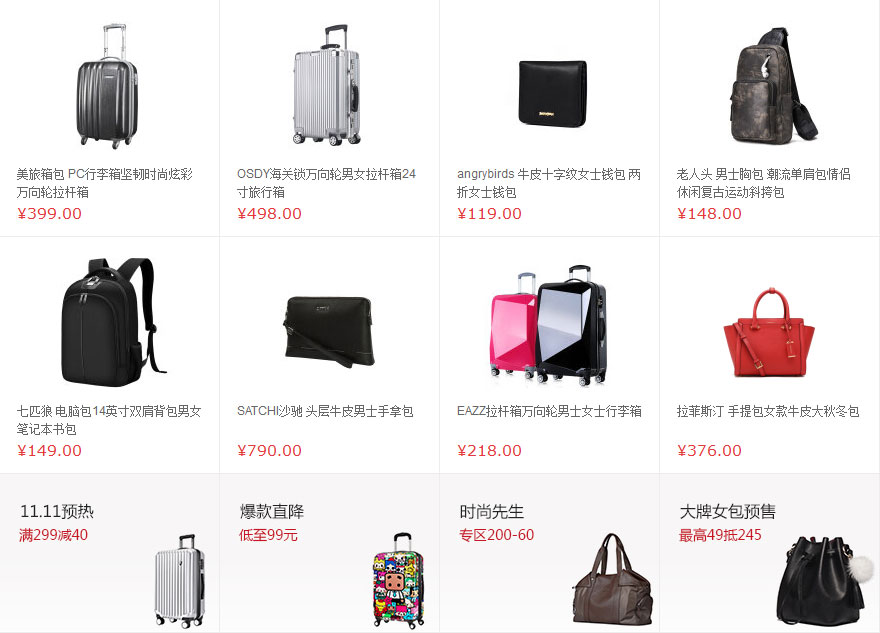 美旅箱包 PC行李箱坚韧时尚炫彩
万向轮拉杆箱
¥399.00
OSDY海关锁万向轮男女拉杆箱24
寸旅行箱
¥498.00
angrybirds 牛皮十字纹女士钱包 两
折女士钱包
¥119.00
老人头 男士胸包 潮流单肩包情侣
休闲复古运动斜挎包
¥148.00
七匹狼 电脑包14英寸双肩背包男女
笔记本书包
¥149.00
SATCHI沙驰 头层牛皮男士手拿包
¥790.00
EAZZ拉杆箱万向轮男士女士行李箱
¥218.00
拉菲斯汀 手提包女款牛皮大秋冬包
¥376.00
11.11预热
满299减40
爆款直降
低至99元
时尚先生
专区200-60
大牌女包预售
最高49抵245